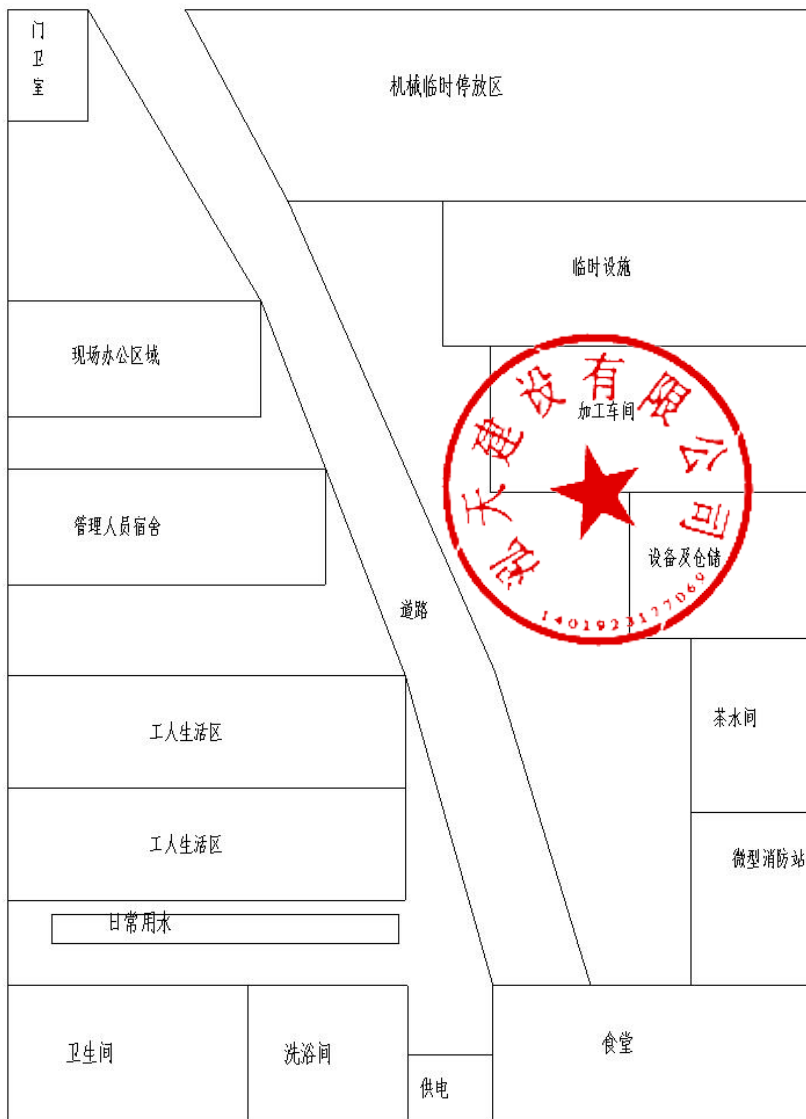 门卫室
机械临时停放区
临时设施
现场办公区域
加工车间
天建设有限公司
1401923177069
管理人员宿舍
设备及仓储
道路
工人生活区
茶水间
工人生活区
微型消防站
日常用水
卫生间
洗浴间
食堂
供电